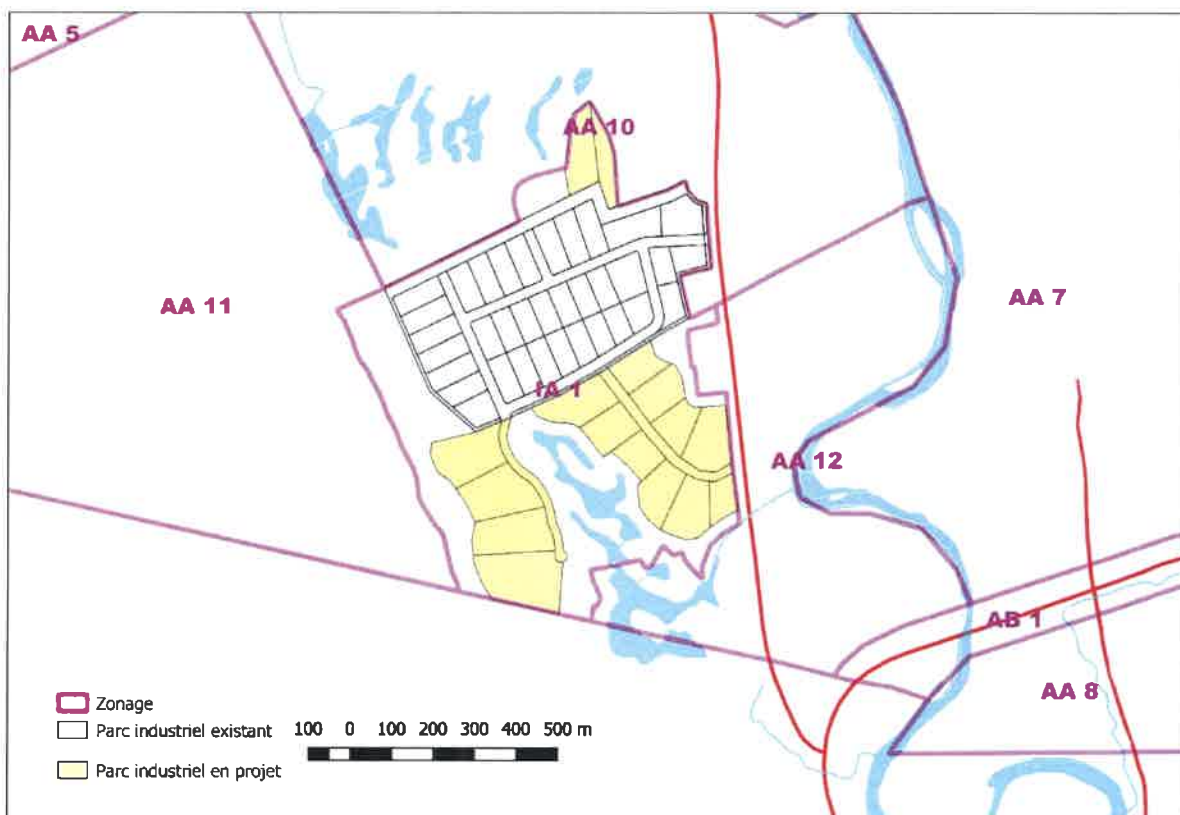 AA 5
AA 10
AA 11
AA 7
IA 1
AA 12
AB 1
AA 8
Zonage
Parc industriel existant
100 0 100 200 300 400 500 m
Parc industriel en projet